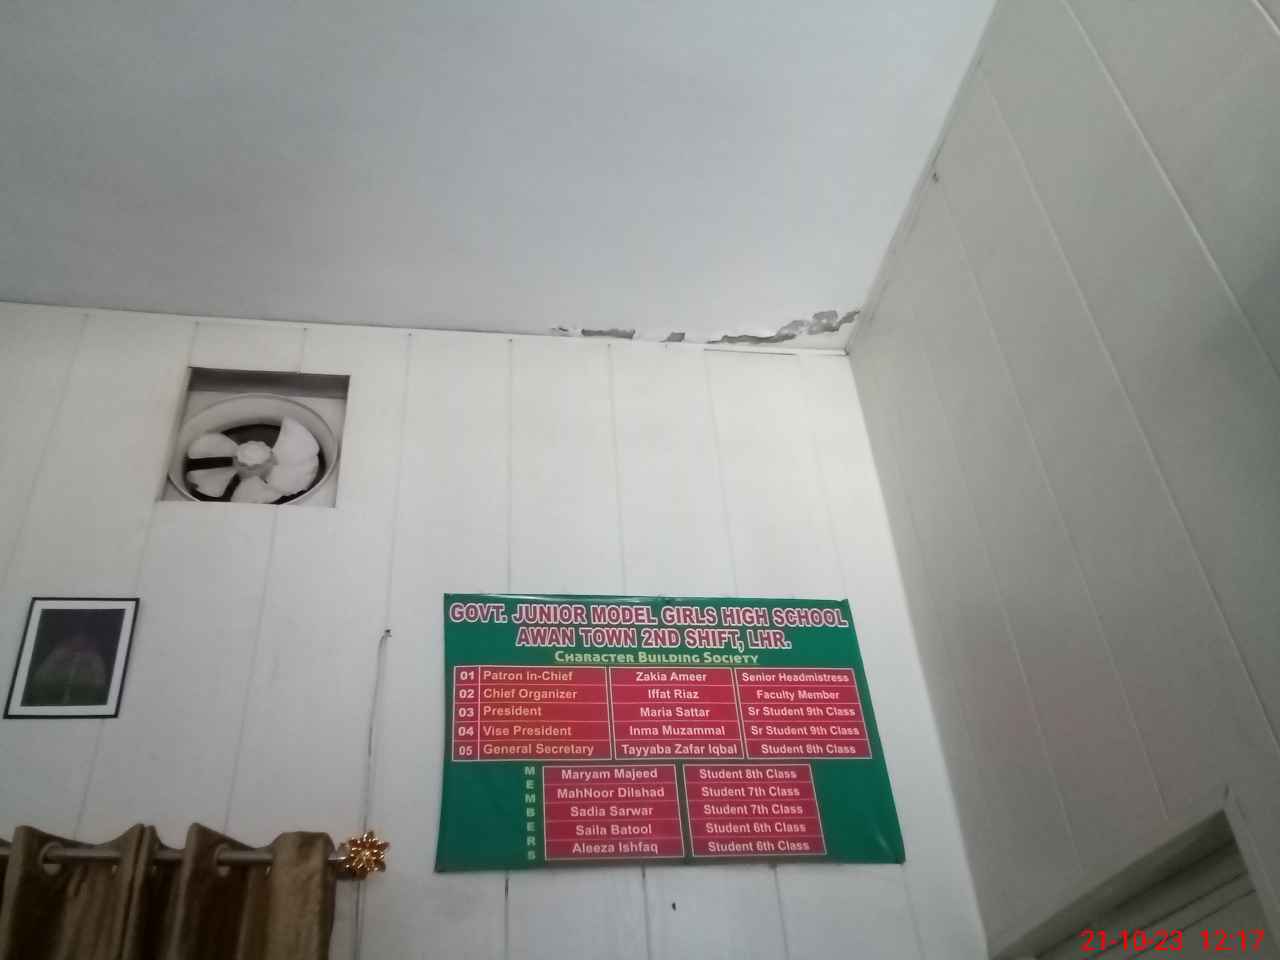 GOVT. JUNIOR MODEL GIRLS HIGH SCHOOL
AWAN TOWN 2ND SHIFT, LHR.
CHARACTER BUILDING SOCIETY
01 Patron In-Chief Zakia Ameer Senior Headmistress
02 Chief Organizer Iffat Riaz Faculty Member
03 President Maria Sattar Sr Student 9th Class
04 Vise President Inma Muzammal Sr Student 9th Class
05 General Secretary Tayyaba Zafar Iqbal Student 8th Class
MEMBERS
Maryam Majeed Student 8th Class
MahNoor Dilshad Student 7th Class
Sadia Sarwar Student 7th Class
Saila Batool Student 6th Class
Aleeza Ishfaq Student 6th Class
21-10-23 12:17